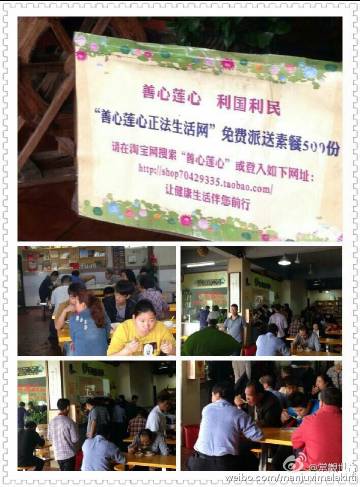 善心莲心 利国利民
“善心莲心正法生活网”免费派送素餐500份
请在淘宝网搜索“善心莲心”或登入如下网址：
http://shop70429335.taobao.com/
让健康生活伴您前行
weibo.com/manjuvimalakirti